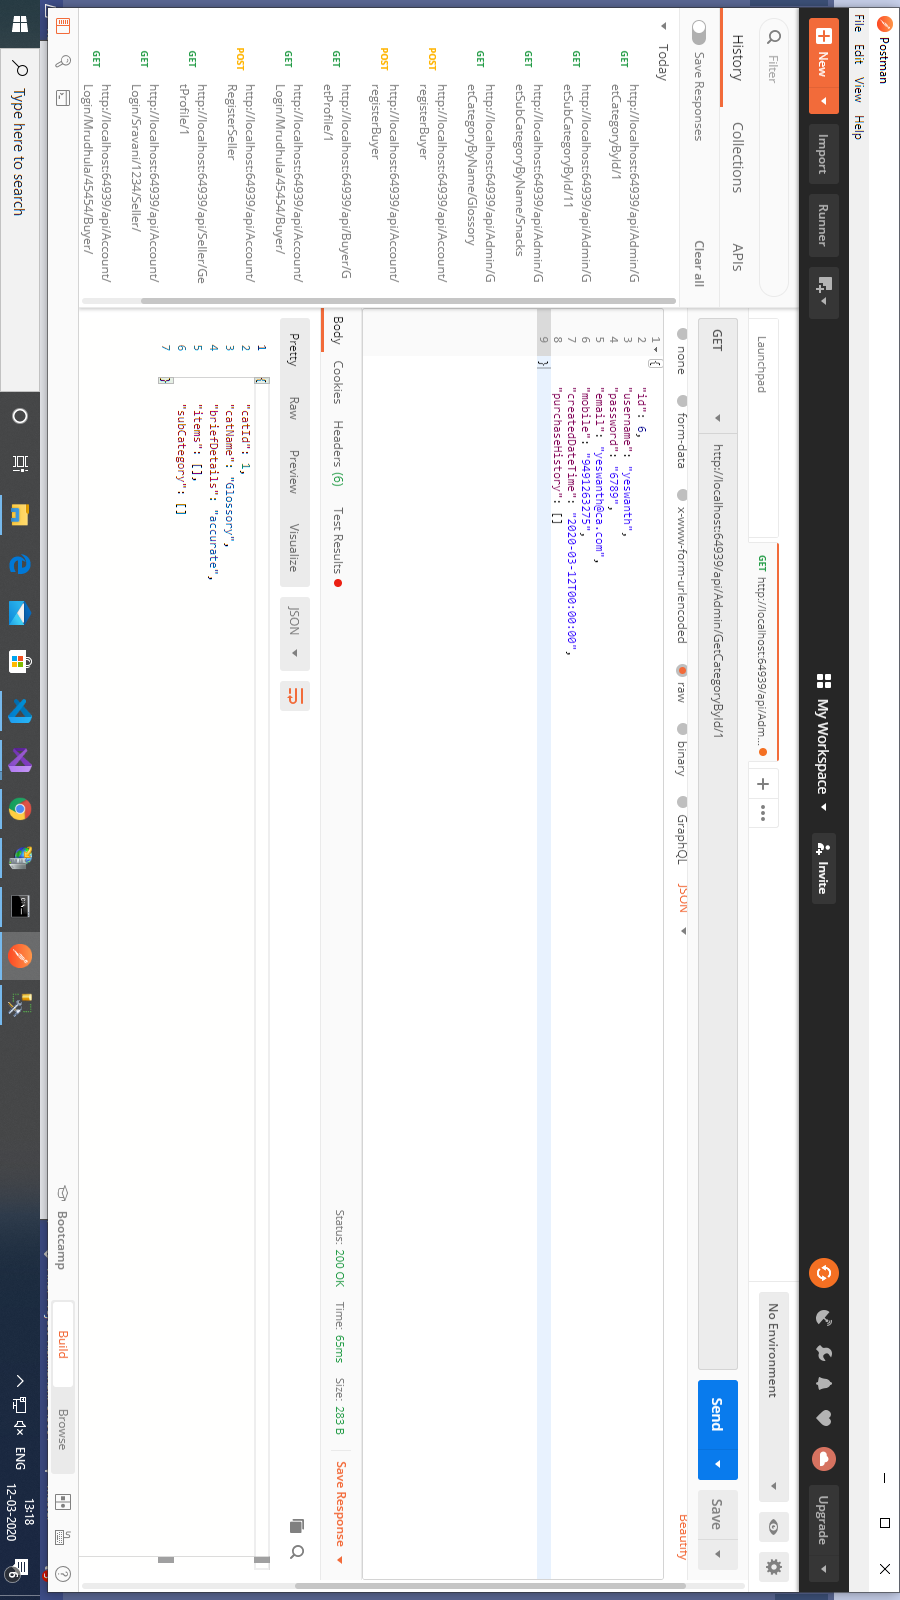 Postman
File Edit View Help
New
Import
Runner
My Workspace
Invite
Upgrade
Filter
History
Collections
APIs
Save Responses
Clear all
Today
GET http://localhost:64939/api/Admin/G
etCategoryById/1
GET http://localhost:64939/api/Admin/G
etSubCategoryById/11
GET http://localhost:64939/api/Admin/G
etSubCategoryByName/Snacks
GET http://localhost:64939/api/Admin/G
etCategoryByName/Glossory
POST http://localhost:64939/api/Account/
registerBuyer
POST http://localhost:64939/api/Account/
registerBuyer
GET http://localhost:64939/api/Buyer/G
etProfile/1
GET http://localhost:64939/api/Account/
Login/Mrudhula/45454/Buyer/
POST http://localhost:64939/api/Account/
RegisterSeller
GET http://localhost:64939/api/Seller/Ge
tProfile/1
GET http://localhost:64939/api/Account/
Login/Sravani/1234/Seller/
GET http://localhost:64939/api/Account/
Login/Mrudhula/45454/Buyer/
Launchpad
GET http://localhost:64939/api/Adm...
No Environment
GET
http://localhost:64939/api/Admin/GetCategoryById/1
Send
Save
none
form-data
x-www-form-urlencoded
raw
binary
GraphQL
JSON
Beautify
1 {
2 "id": 6,
3 "username": "yeswanth",
4 "password": "6789",
5 "email": "yeswanth@ca.com",
6 "mobile": "9491263275",
7 "createdDateTime": "2020-03-12T00:00:00",
8 "purchaseHistory": []
9 }
Body
Cookies
Headers (6)
Test Results
Status: 200 OK
Time: 65ms
Size: 283 B
Save Response
Pretty
Raw
Preview
Visualize
JSON
1 {
2 "catId": 1,
3 "catName": "Glossory",
4 "briefDetails": "accurate",
5 "items": [],
6 "subCategory": []
7 }
Bootcamp
Build
Browse
Type here to search
ENG
13:18
12-03-2020
6